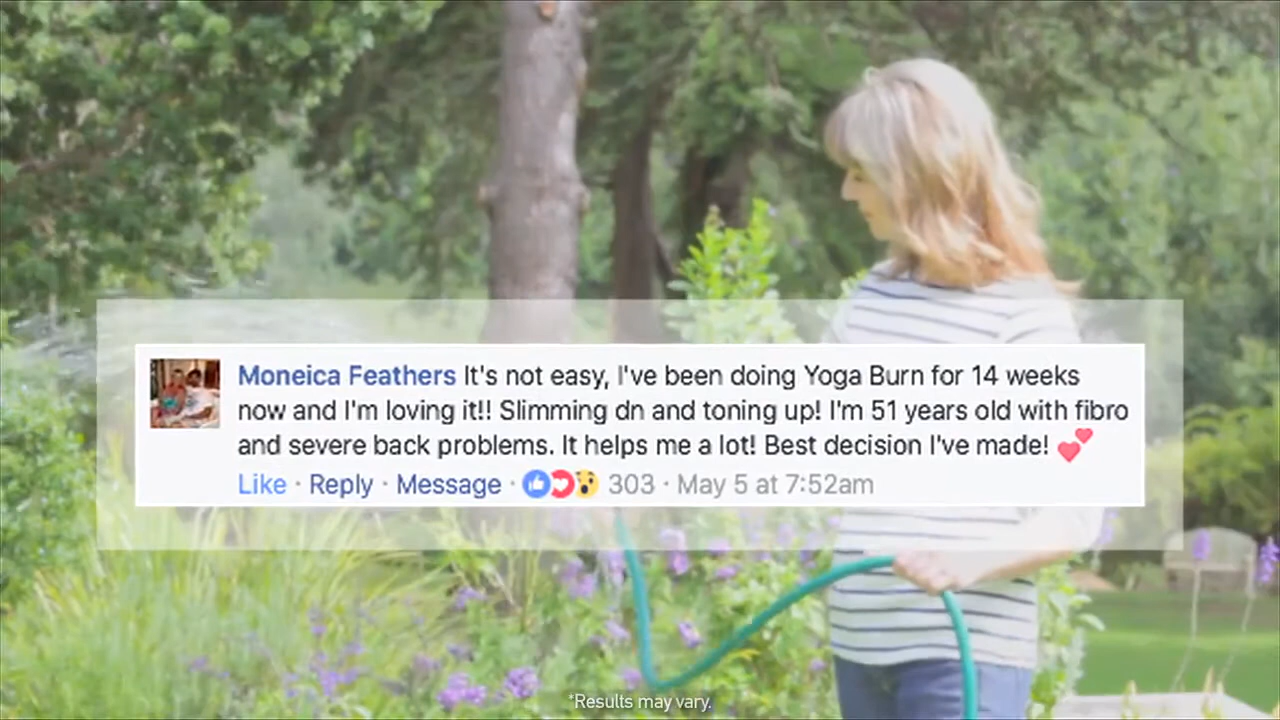 Moneica Feathers It's not easy, I've been doing Yoga Burn for 14 weeks
now and I'm loving it!! Slimming dn and toning up! I'm 51 years old with fibro
and severe back problems. It helps me a lot! Best decision I've made! 💕
Like · Reply · Message · 👍❤️😮 303 · May 5 at 7:52am
*Results may vary.